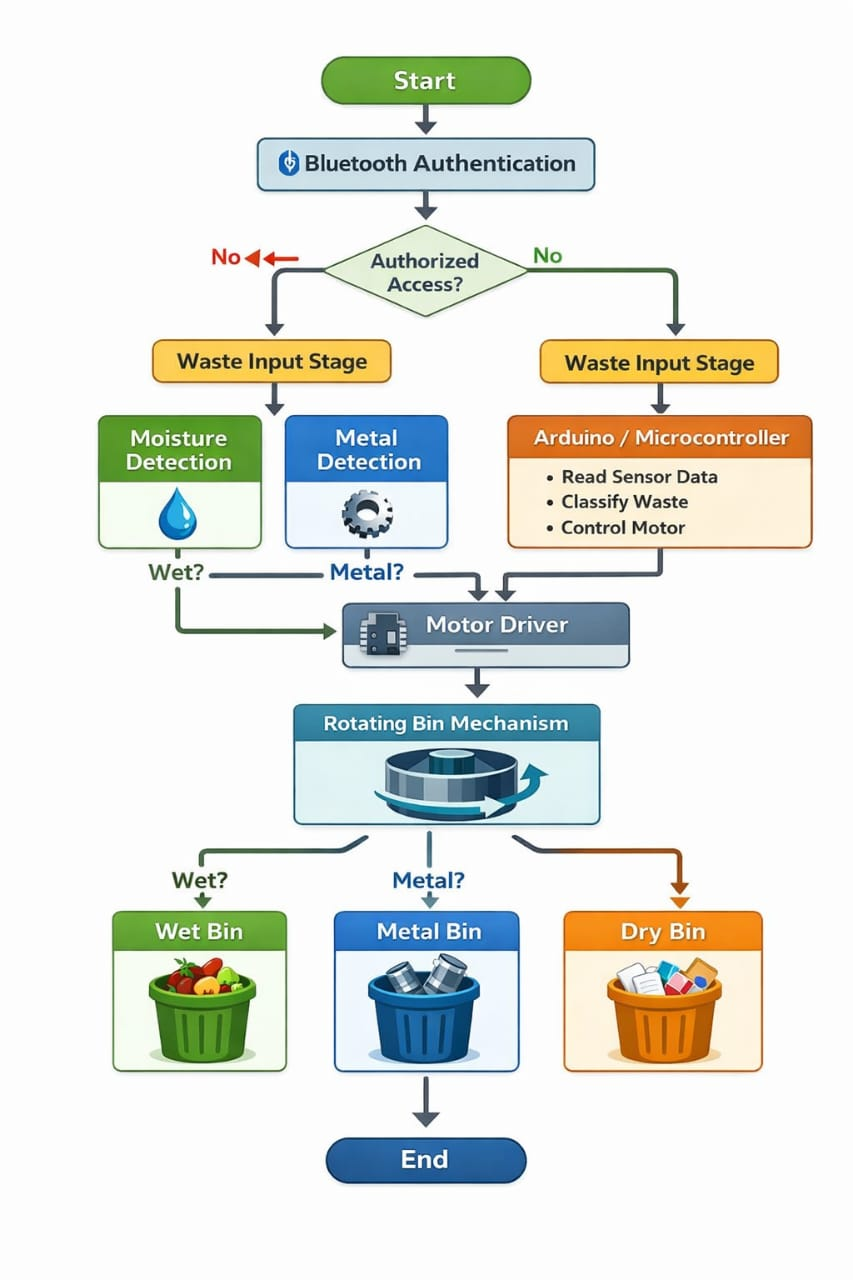 Start
Bluetooth Authentication
Authorized
Access?
No
No
Waste Input Stage
Waste Input Stage
Moisture
Detection
Metal
Detection
Arduino / Microcontroller
• Read Sensor Data
• Classify Waste
• Control Motor
Wet?
Metal?
Motor Driver
Rotating Bin Mechanism
Wet?
Metal?
Wet Bin
Metal Bin
Dry Bin
End